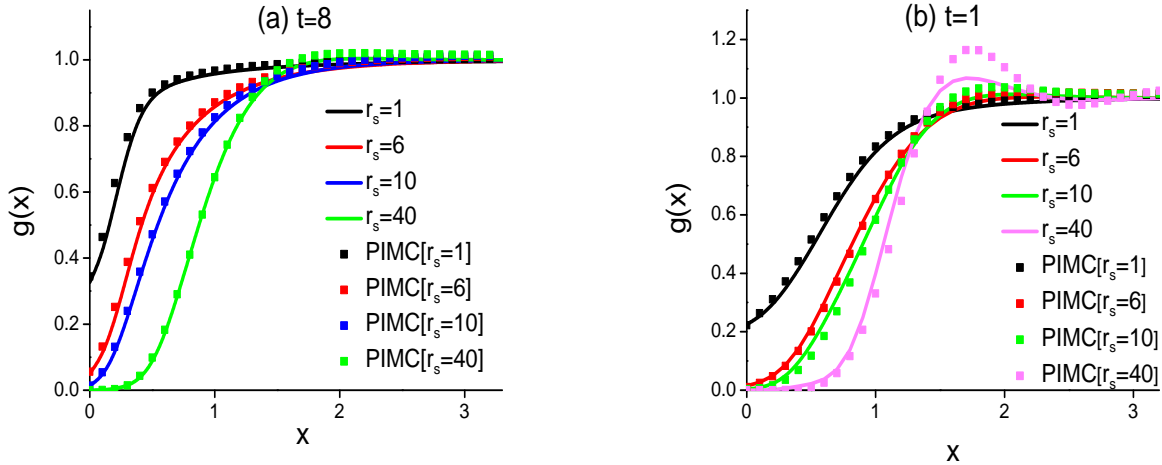 (a) t=8
g(x)
1.0
0.8
0.6
0.4
0.2
0.0
0
1
2
3
x
r_s=1
r_s=6
r_s=10
r_s=40
PIMC[r_s=1]
PIMC[r_s=6]
PIMC[r_s=10]
PIMC[r_s=40]
(b) t=1
g(x)
1.2
1.0
0.8
0.6
0.4
0.2
0.0
0
1
2
3
x
r_s=1
r_s=6
r_s=10
r_s=40
PIMC[r_s=1]
PIMC[r_s=6]
PIMC[r_s=10]
PIMC[r_s=40]